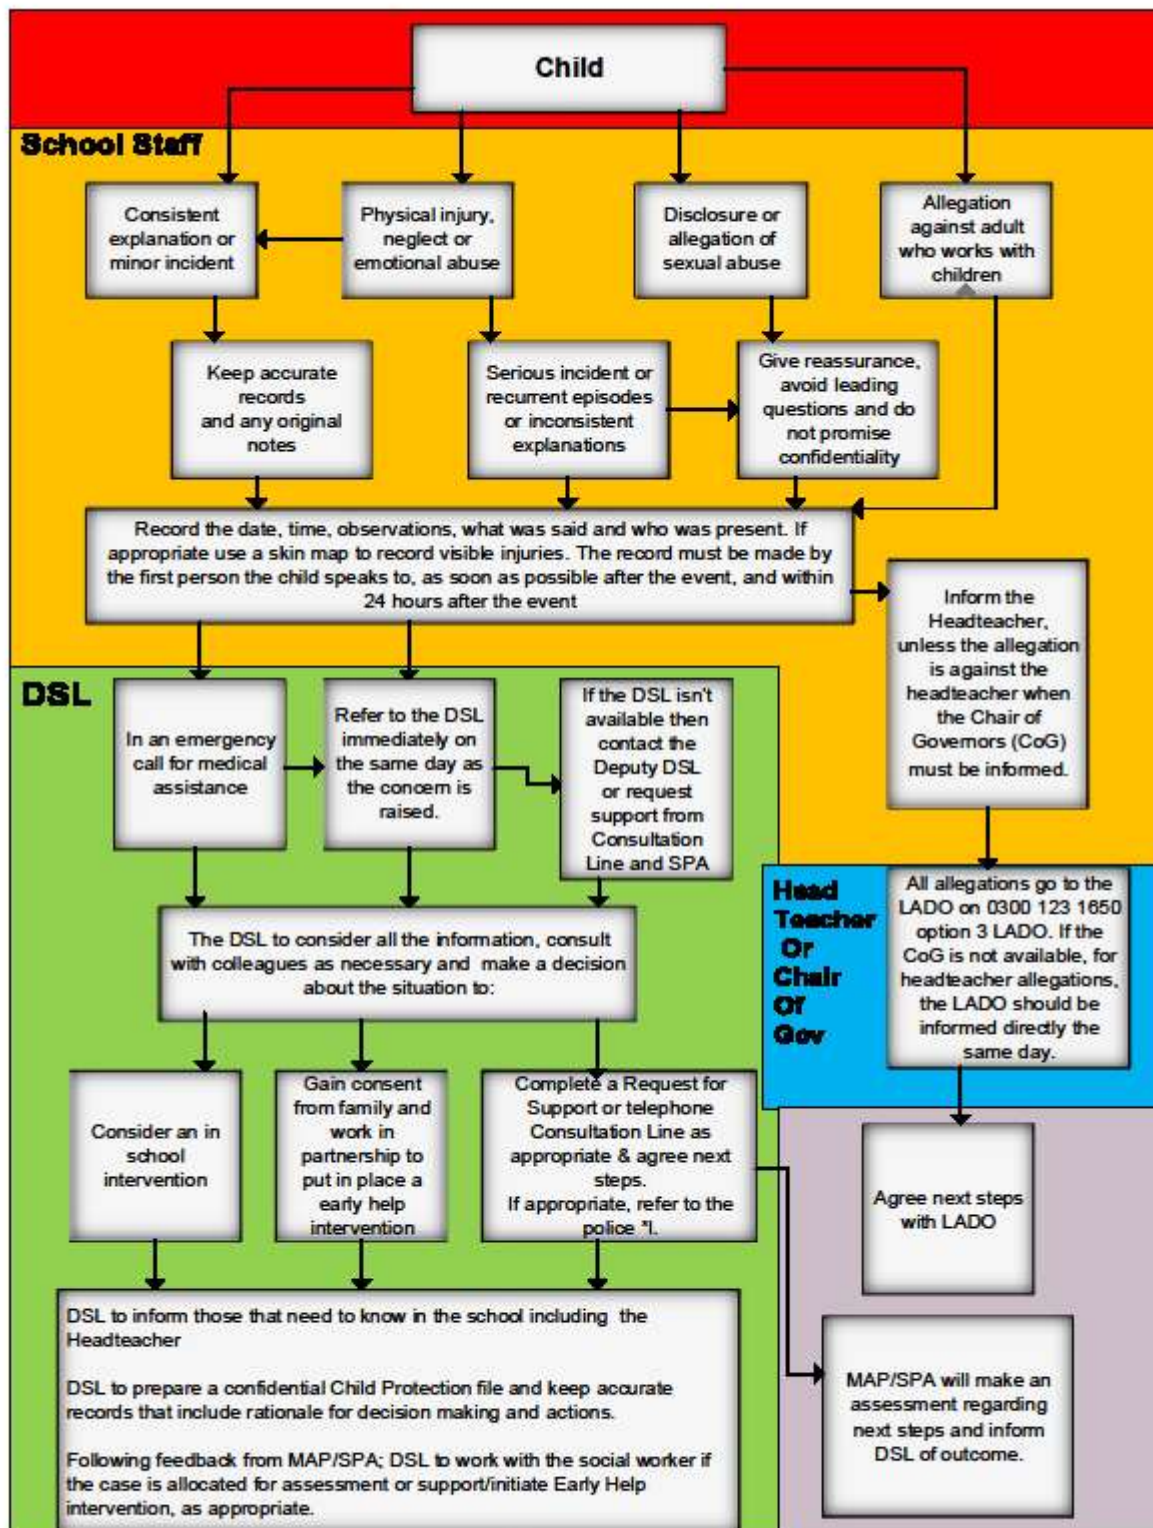 Child
School Staff
Consistent
explanation or
minor incident
Physical injury,
neglect or
emotional abuse
Disclosure or
allegation of
sexual abuse
Allegation
against adult
who works with
children
Keep accurate
records
and any original
notes
Serious incident or
recurrent episodes
or inconsistent
explanations
Give reassurance,
avoid leading
questions and do
not promise
confidentiality
Record the date, time, observations, what was said and who was present. If
appropriate use a skin map to record visible injuries. The record must be made by
the first person the child speaks to, as soon as possible after the event, and within
24 hours after the event
Inform the
Headteacher,
unless the allegation
is against the
headteacher when
the Chair of
Governors (CoG)
must be informed.
DSL
In an emergency
call for medical
assistance
Refer to the DSL
immediately on
the same day as
the concern is
raised.
If the DSL isn't
available then
contact the
Deputy DSL
or request
support from
Consultation
Line and SPA
Head
Teacher
Or
Chair
Of
Gov
All allegations go to the
LADO on 0300 123 1650
option 3 LADO. If the
CoG is not available, for
headteacher allegations,
the LADO should be
informed directly the
same day.
The DSL to consider all the information, consult
with colleagues as necessary and make a decision
about the situation to:
Consider an in
school
intervention
Gain consent
from family and
work in
partnership to
put in place a
early help
intervention
Complete a Request for
Support or telephone
Consultation Line as
appropriate & agree next
steps.
If appropriate, refer to the
police *I.
Agree next steps
with LADO
DSL to inform those that need to know in the school including the
Headteacher
DSL to prepare a confidential Child Protection file and keep accurate
records that include rationale for decision making and actions.
Following feedback from MAP/SPA; DSL to work with the social worker if
the case is allocated for assessment or support/initiate Early Help
intervention, as appropriate.
MAP/SPA will make an
assessment regarding
next steps and inform
DSL of outcome.